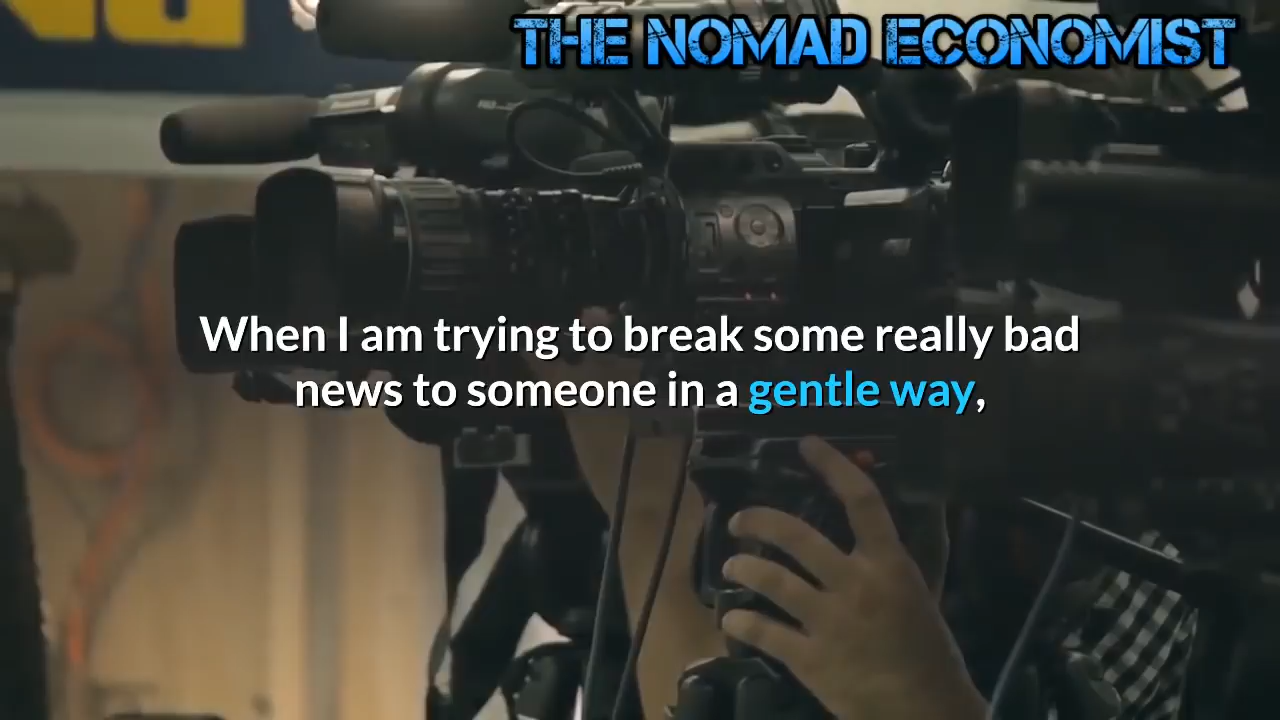 THE NOMAD ECONOMIST
When I am trying to break some really bad
news to someone in a gentle way,